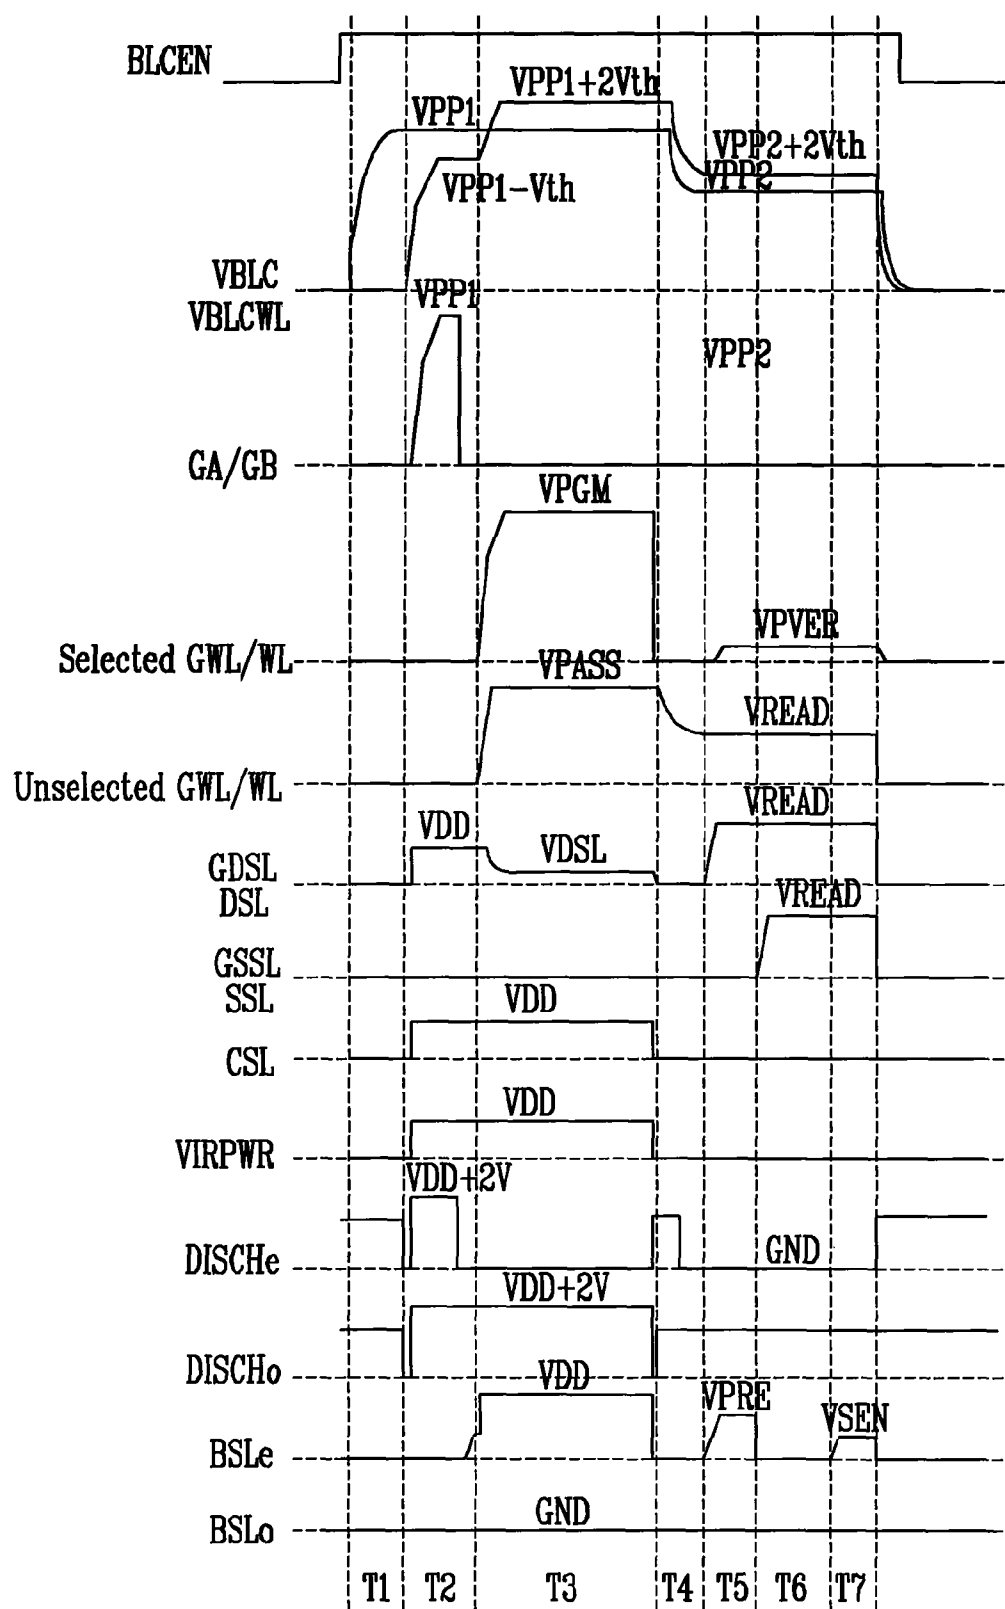 BLCEN
VPP1+2Vth
VPP1
VPP2+2Vth
VPP2
VPP1-Vth
VBLC
VBLCWL
VPP1
VPP2
GA/GB
VPGM
VPVER
Selected GWL/WL
VPASS
VREAD
Unselected GWL/WL
VREAD
VDD
VDSL
GDSL
DSL
VREAD
GSSL
SSL
VDD
CSL
VDD
VIRPWR
VDD+2V
DISCHe
GND
VDD+2V
DISCHo
VDD
VPRE
VSEN
BSLe
GND
BSLo
T1 T2 T3 T4 T5 T6 T7